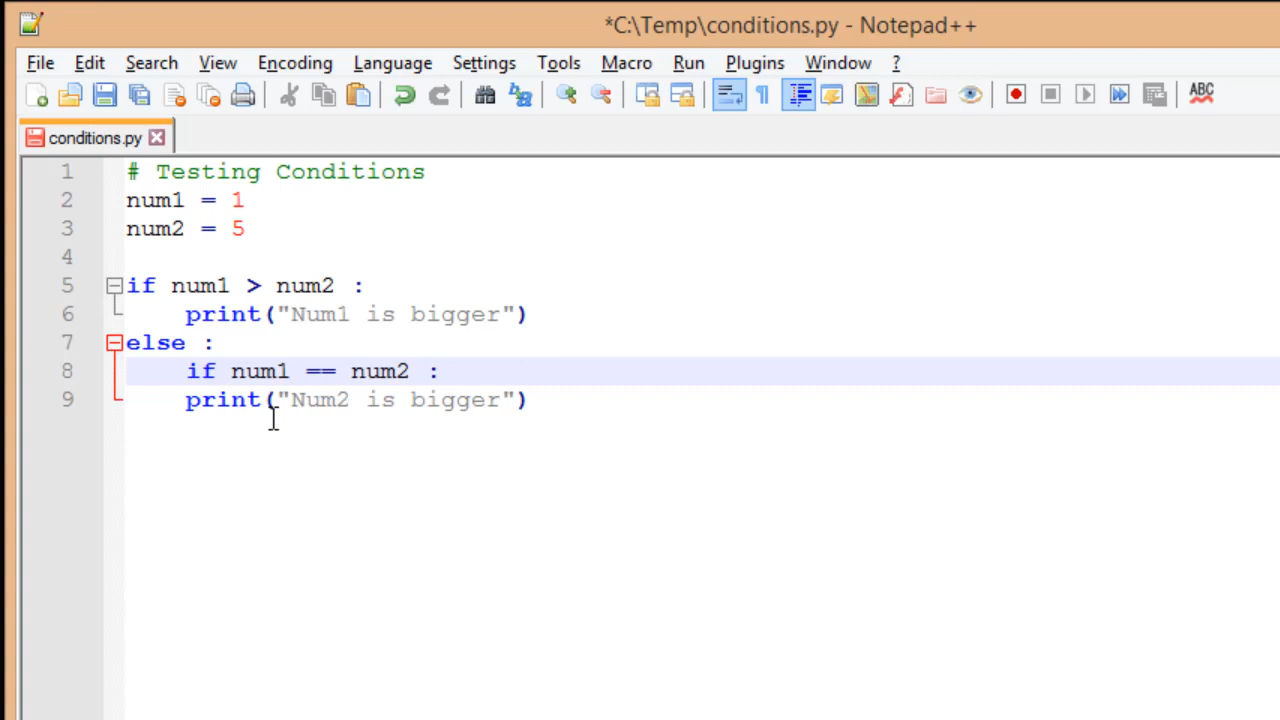 *C:\Temp\conditions.py - Notepad++
File Edit Search View Encoding Language Settings Tools Macro Run Plugins Window ?
ABC
conditions.py
1 # Testing Conditions
2 num1 = 1
3 num2 = 5
4
5 if num1 > num2 :
6     print("Num1 is bigger")
7 else :
8     if num1 == num2 :
9     print("Num2 is bigger")